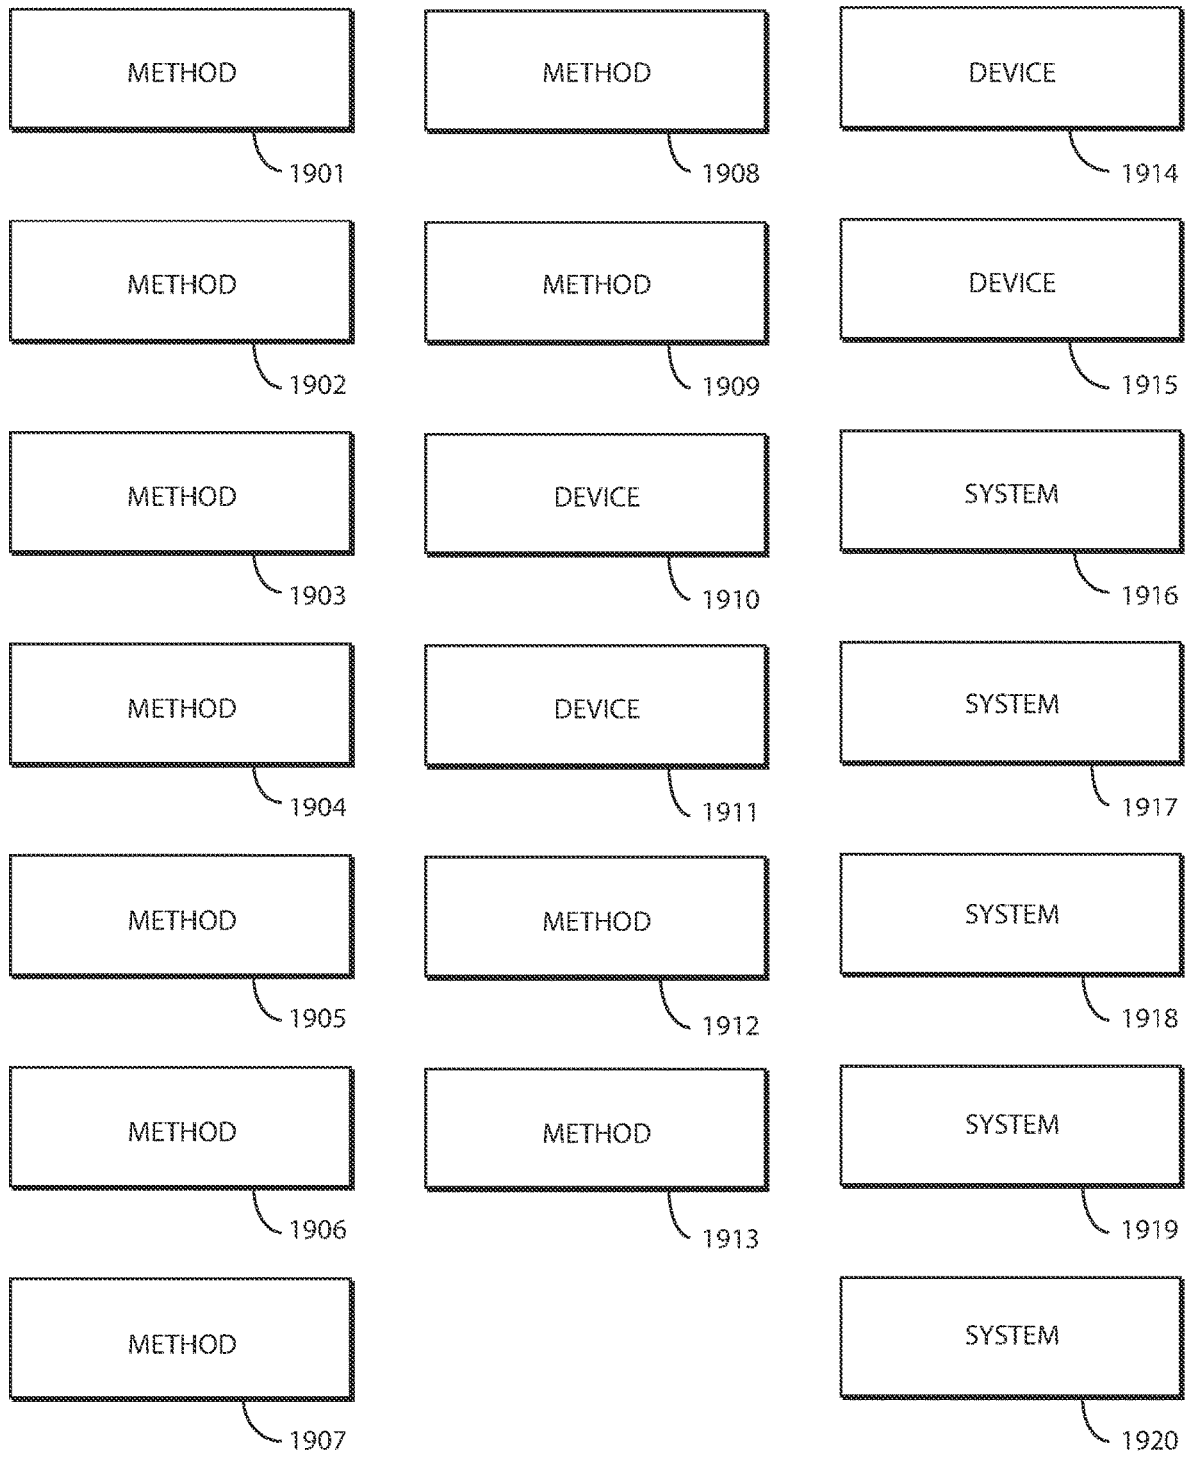 METHOD
1901
METHOD
1902
METHOD
1903
METHOD
1904
METHOD
1905
METHOD
1906
METHOD
1907
METHOD
1908
METHOD
1909
DEVICE
1910
DEVICE
1911
METHOD
1912
METHOD
1913
DEVICE
1914
DEVICE
1915
SYSTEM
1916
SYSTEM
1917
SYSTEM
1918
SYSTEM
1919
SYSTEM
1920